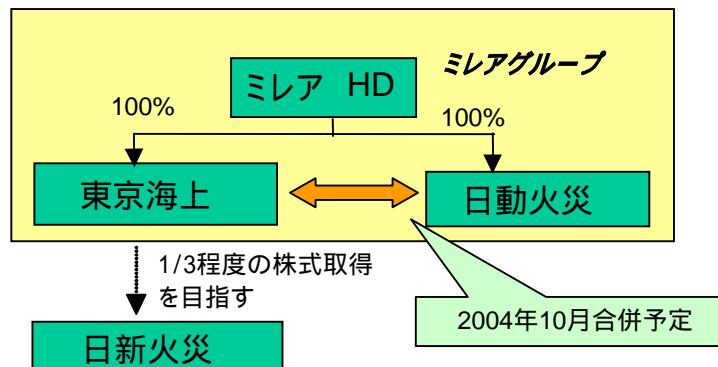 ミレアグループ
ミレア HD
100%
100%
東京海上
日動火災
1/3程度の株式取得
を目指す
2004年10月合併予定
日新火災